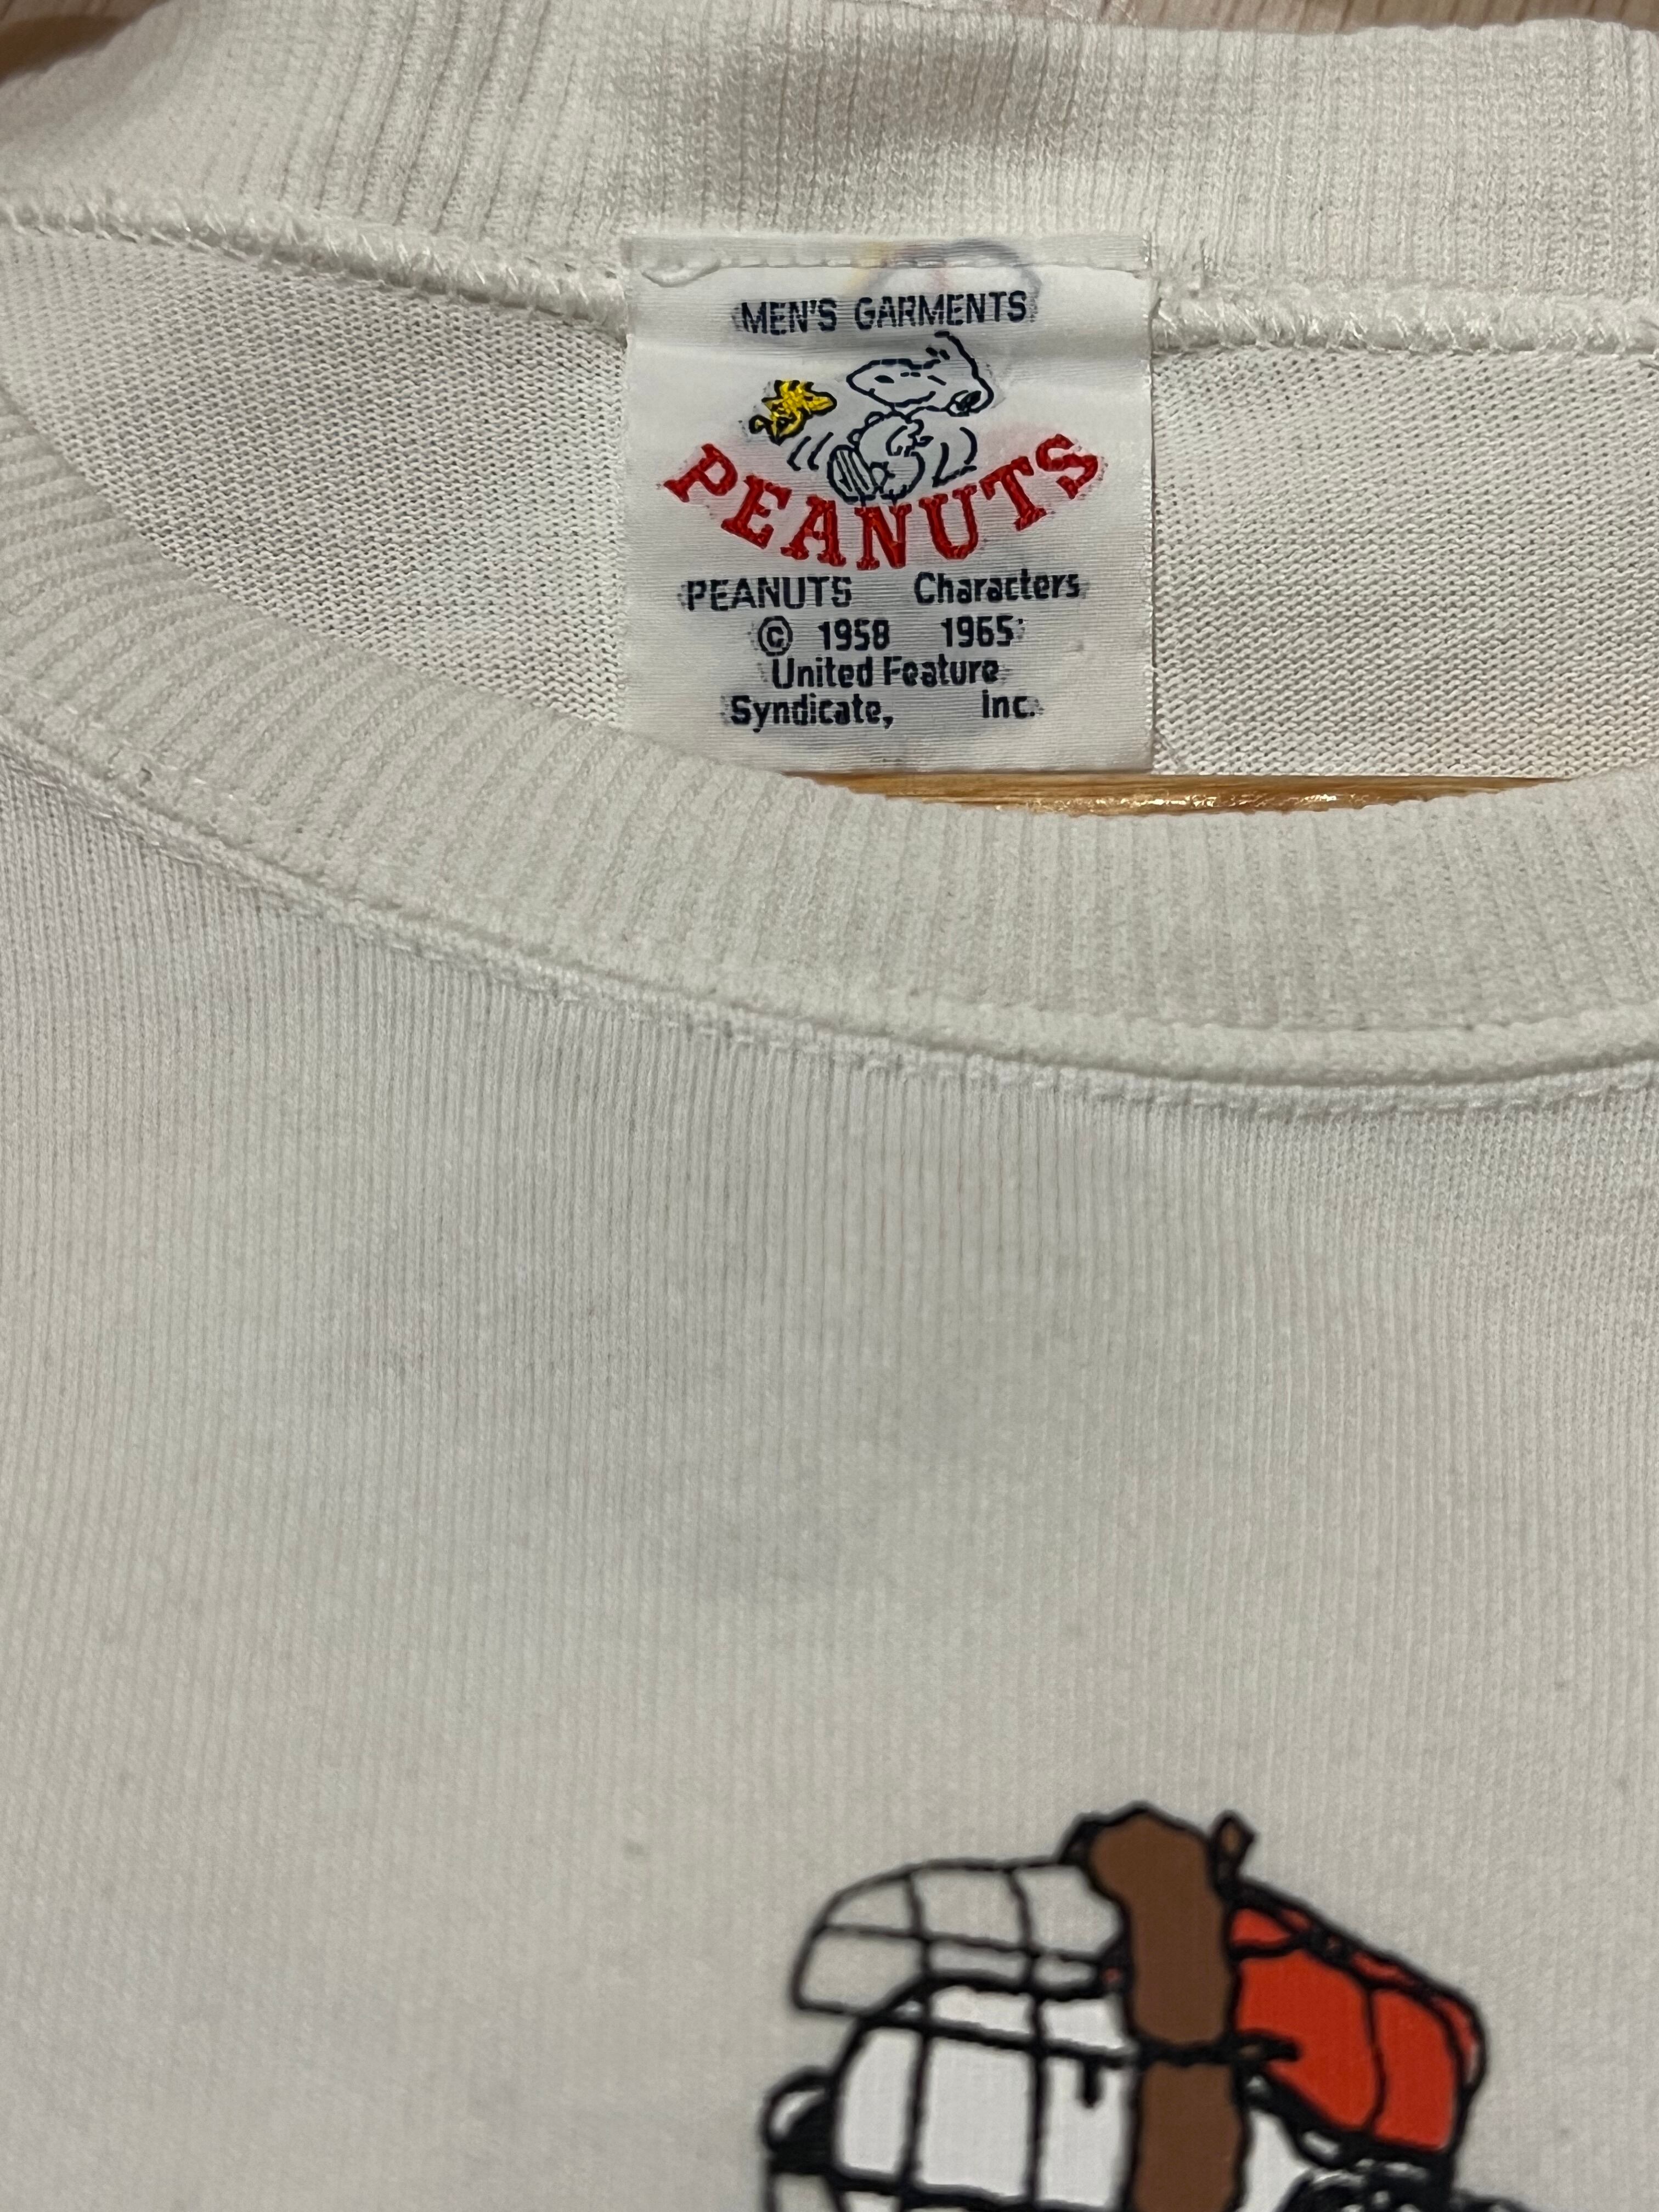 MEN'S GARMENTS
PEANUTS
PEANUTS Characters
© 1958 1965
United Feature
Syndicate, Inc.